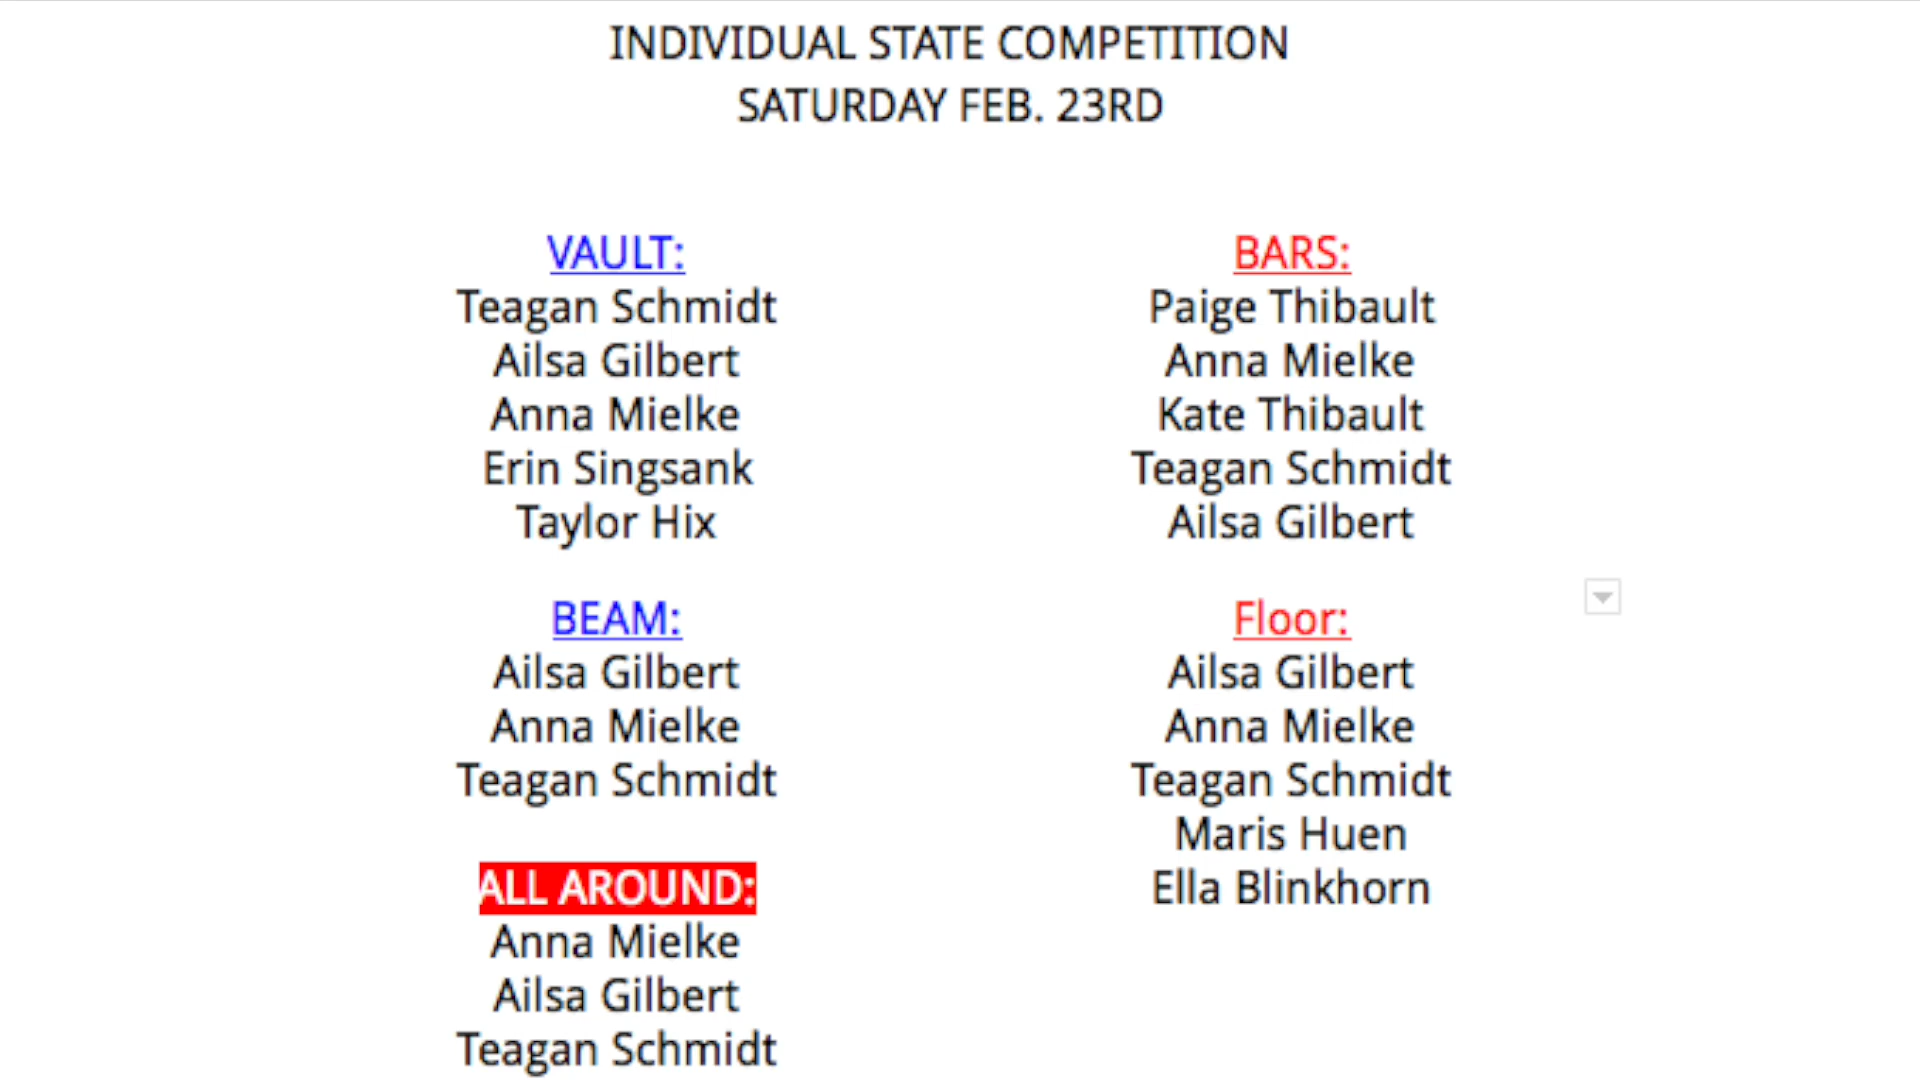 INDIVIDUAL STATE COMPETITION
SATURDAY FEB. 23RD
VAULT:
Teagan Schmidt
Ailsa Gilbert
Anna Mielke
Erin Singsank
Taylor Hix
BARS:
Paige Thibault
Anna Mielke
Kate Thibault
Teagan Schmidt
Ailsa Gilbert
BEAM:
Ailsa Gilbert
Anna Mielke
Teagan Schmidt
Floor:
Ailsa Gilbert
Anna Mielke
Teagan Schmidt
Maris Huen
Ella Blinkhorn
ALL AROUND:
Anna Mielke
Ailsa Gilbert
Teagan Schmidt